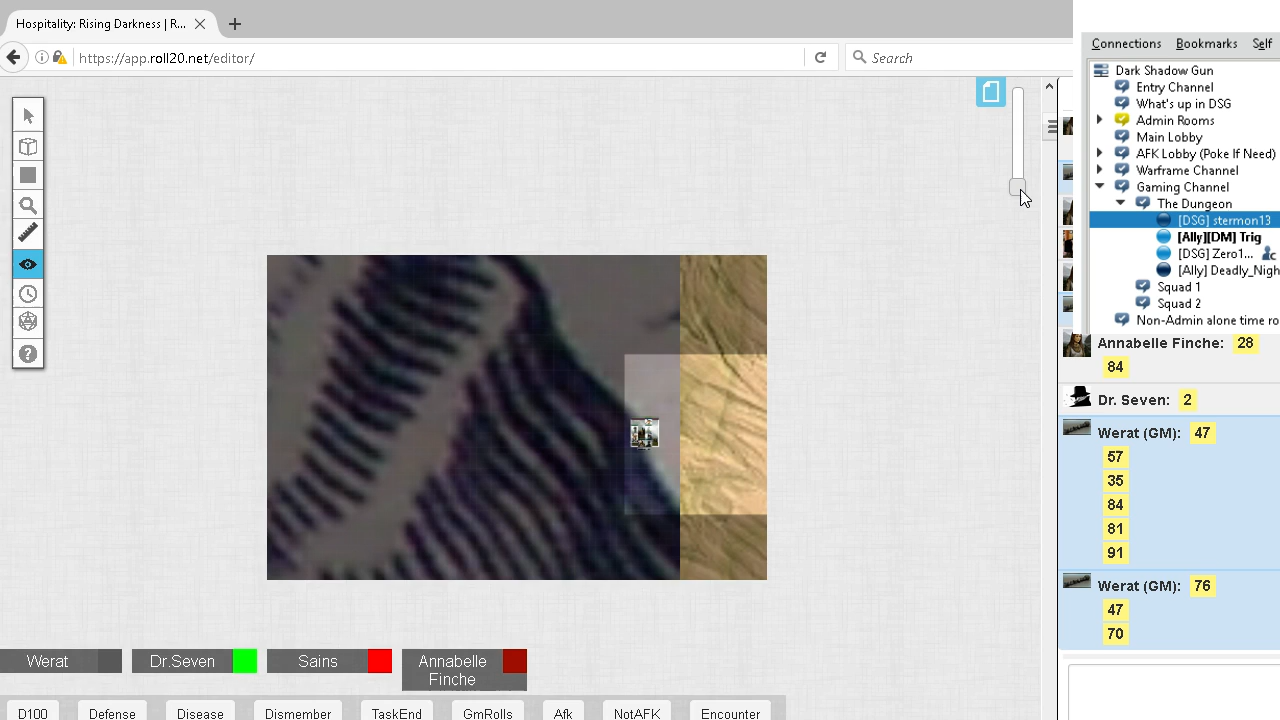 Hospitality: Rising Darkness | R...
https://app.roll20.net/editor/
Search
Connections Bookmarks Self
Dark Shadow Gun
Entry Channel
What's up in DSG
Admin Rooms
Main Lobby
AFK Lobby (Poke If Need)
Warframe Channel
Gaming Channel
The Dungeon
[DSG] stermon13
[Ally][DM] Trig
[DSG] Zero1...
[Ally] Deadly_Nigh
Squad 1
Squad 2
Non-Admin alone time ro
Annabelle Finche: 28
84
Dr. Seven: 2
Werat (GM): 47
57
35
84
81
91
Werat (GM): 76
47
70
Werat
Dr.Seven
Sains
Annabelle
Finche
D100 Defense Disease Dismember TaskEnd GmRolls Afk NotAFK Encounter